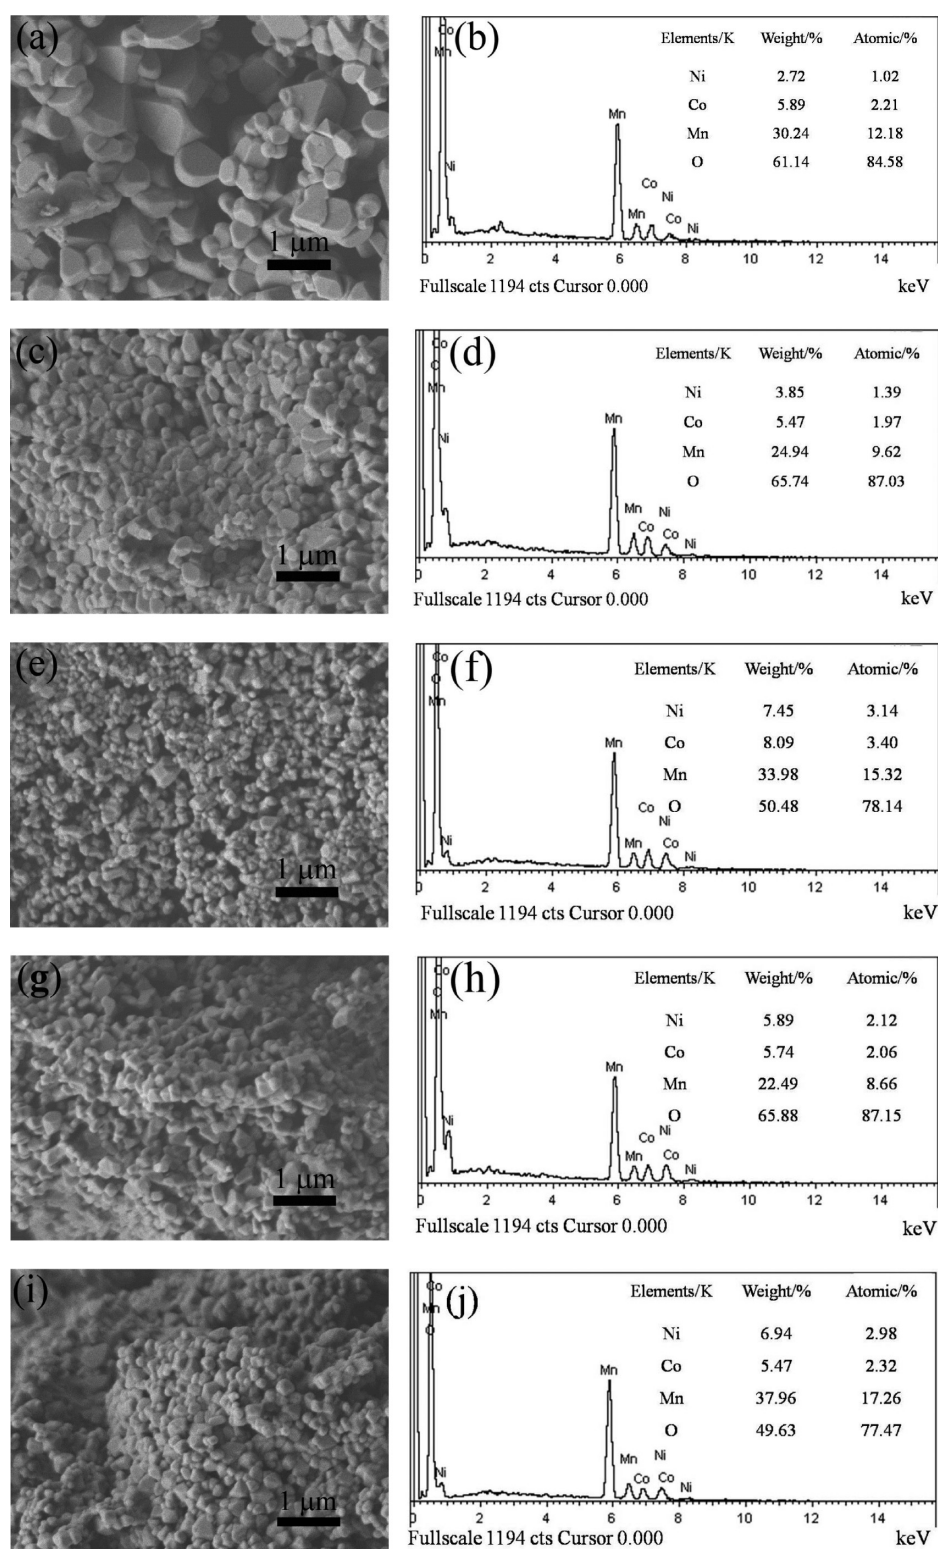 (a)
1 μm
(b)
Co
Mn
Ni
Mn
Mn
Co
Ni
Co
Ni
Elements/K Weight/% Atomic/%
Ni 2.72 1.02
Co 5.89 2.21
Mn 30.24 12.18
O 61.14 84.58
0 2 4 6 8 10 12 14
Fullscale 1194 cts Cursor 0.000 keV
(c)
1 μm
(d)
Co
O
Mn
Ni
Mn
Mn
Co
Ni
Co
Ni
Elements/K Weight/% Atomic/%
Ni 3.85 1.39
Co 5.47 1.97
Mn 24.94 9.62
O 65.74 87.03
0 2 4 6 8 10 12 14
Fullscale 1194 cts Cursor 0.000
keV
(e)
1 μm
(f)
Co
O
Mn
Ni
Mn
Mn
Co
Ni
Co
Ni
Elements/K Weight/% Atomic/%
Ni 7.45 3.14
Co 8.09 3.40
Mn 33.98 15.32
O 50.48 78.14
0 2 4 6 8 10 12 14
Fullscale 1194 cts Cursor 0.000 keV
(g)
1 μm
(h)
Co
O
Mn
Ni
Mn
Mn
Co
Ni
Co
Ni
Elements/K Weight/% Atomic/%
Ni 5.89 2.12
Co 5.74 2.06
Mn 22.49 8.66
O 65.88 87.15
0 2 4 6 8 10 12 14
Fullscale 1194 cts Cursor 0.000 keV
(i)
1 μm
(j)
Co
Mn
O
Ni
Mn
Mn
Co
Ni
Co
Ni
Elements/K Weight/% Atomic/%
Ni 6.94 2.98
Co 5.47 2.32
Mn 37.96 17.26
O 49.63 77.47
0 2 4 6 8 10 12 14
Fullscale 1194 cts Cursor 0.000 keV